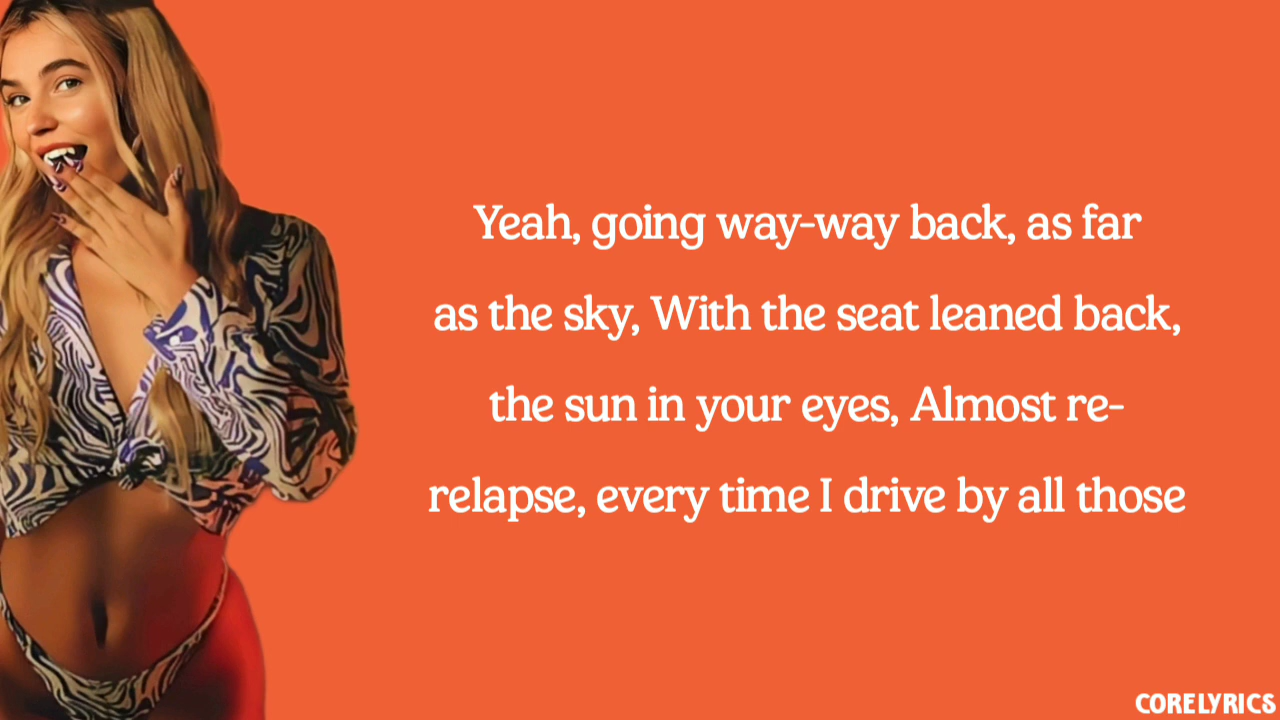 Yeah, going way-way back, as far
as the sky, With the seat leaned back,
the sun in your eyes, Almost re-
relapse, every time I drive by all those
CORELYRICS